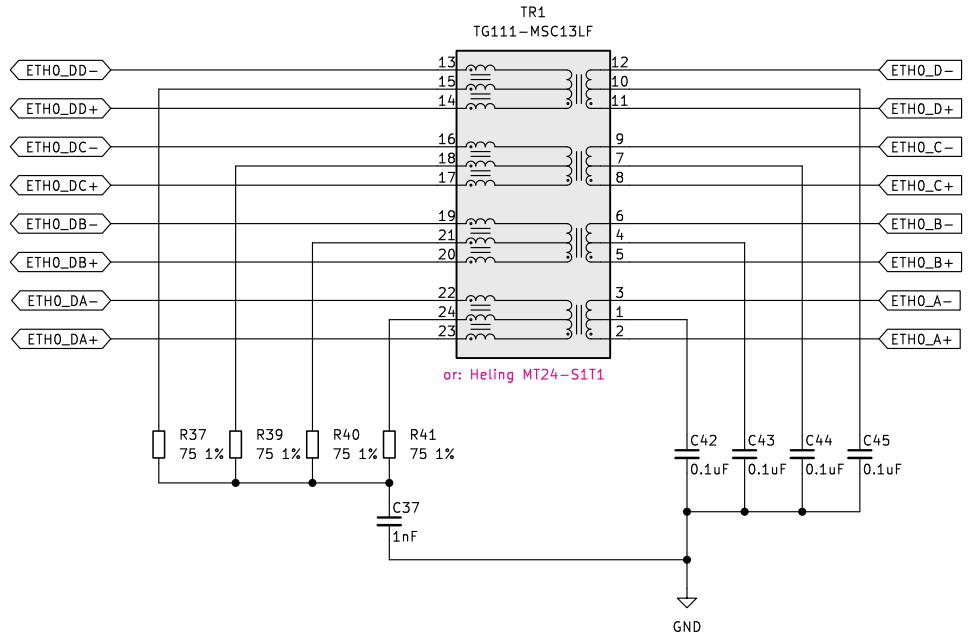 TR1
TG111-MSC13LF
ETH0_DD- 13 12 ETH0_D-
15 10
ETH0_DD+ 14 11 ETH0_D+
ETH0_DC- 16 9 ETH0_C-
18 7
ETH0_DC+ 17 8 ETH0_C+
ETH0_DB- 19 6 ETH0_B-
21 4
ETH0_DB+ 20 5 ETH0_B+
ETH0_DA- 22 3 ETH0_A-
24 1
ETH0_DA+ 23 2 ETH0_A+
or: Heling MT24-S1T1
R37 R39 R40 R41 C42 C43 C44 C45
75 1% 75 1% 75 1% 75 1% 0.1uF 0.1uF 0.1uF 0.1uF
C37
1nF
GND